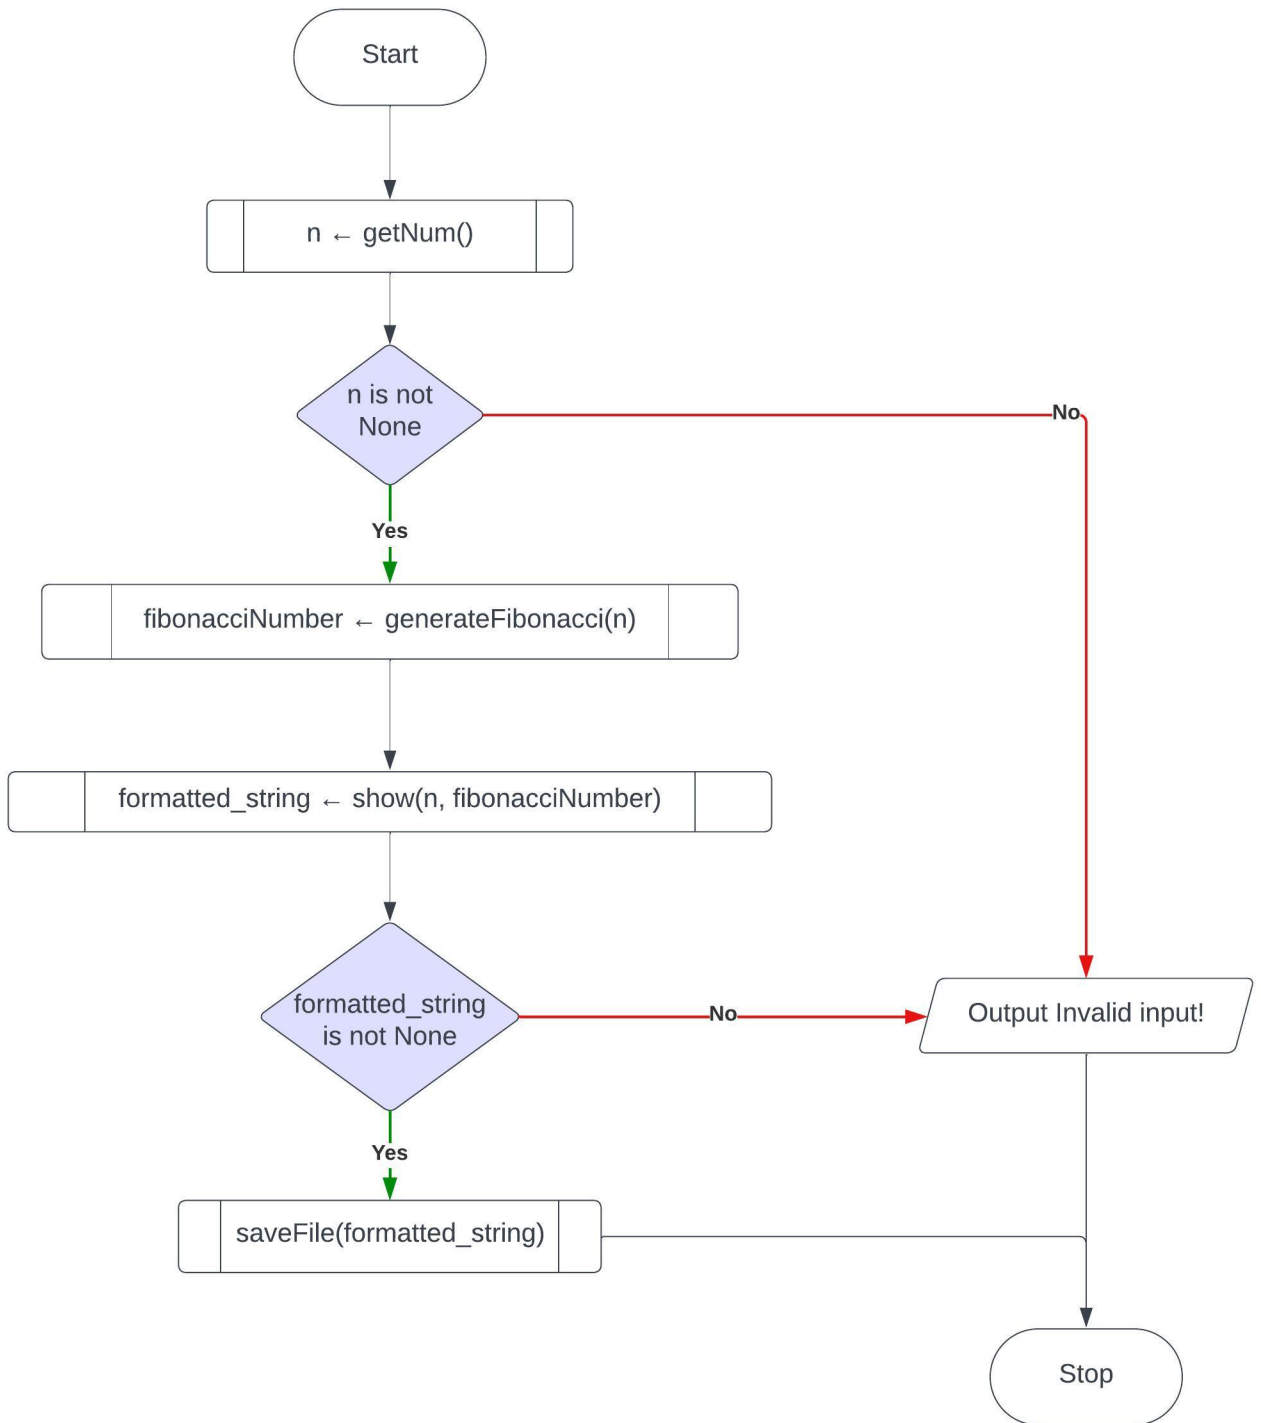 Start
n ← getNum()
n is not
None
No
Yes
fibonacciNumber ← generateFibonacci(n)
formatted_string ← show(n, fibonacciNumber)
formatted_string
is not None
No
Output Invalid input!
Yes
saveFile(formatted_string)
Stop